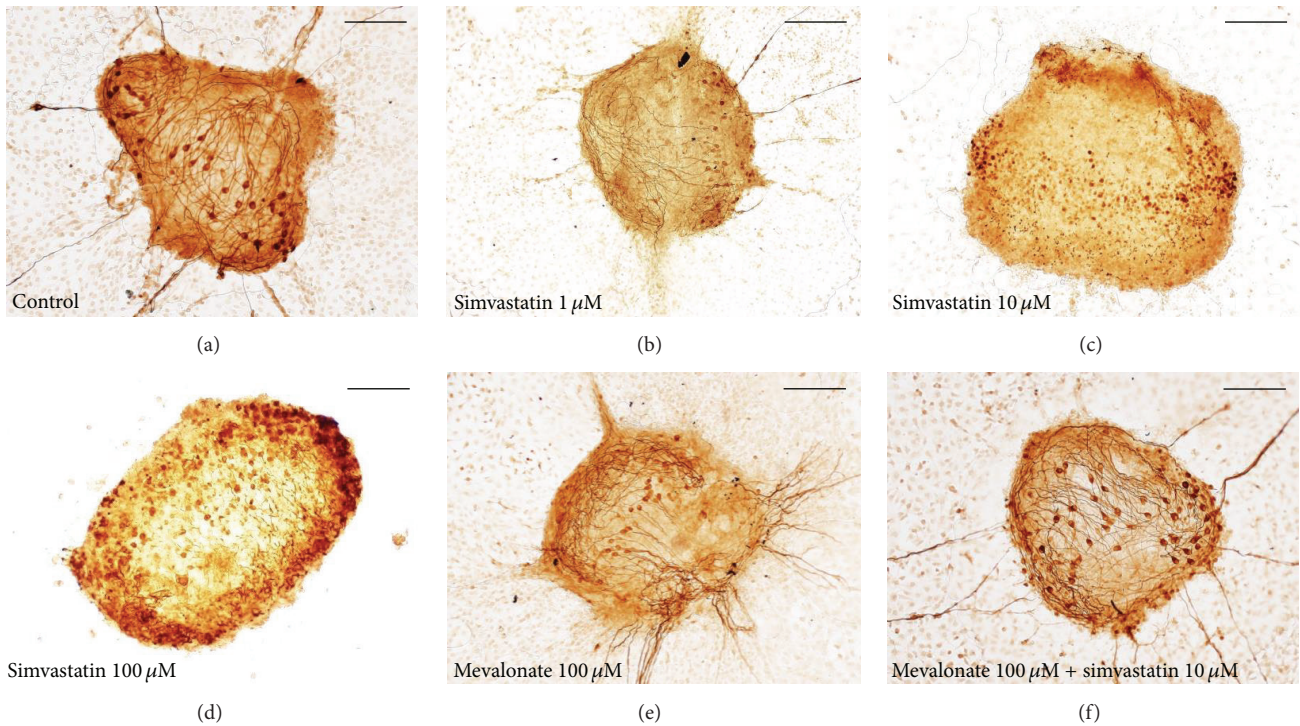 Control
Simvastatin 1 μM
Simvastatin 10 μM
(a)
(b)
(c)
Simvastatin 100 μM
Mevalonate 100 μM
Mevalonate 100 μM + simvastatin 10 μM
(d)
(e)
(f)